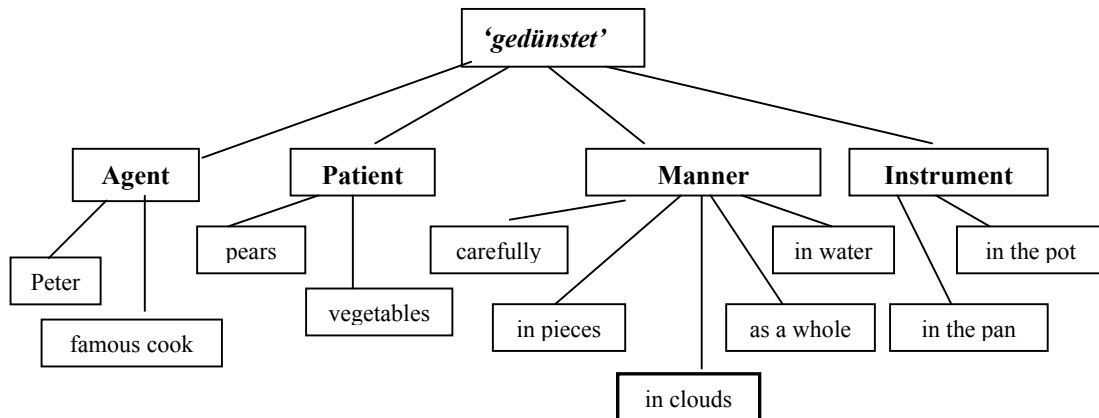 ‘gedünstet’
Agent
Patient
Manner
Instrument
pears
carefully
in water
in the pot
Peter
vegetables
famous cook
in pieces
as a whole
in the pan
in clouds